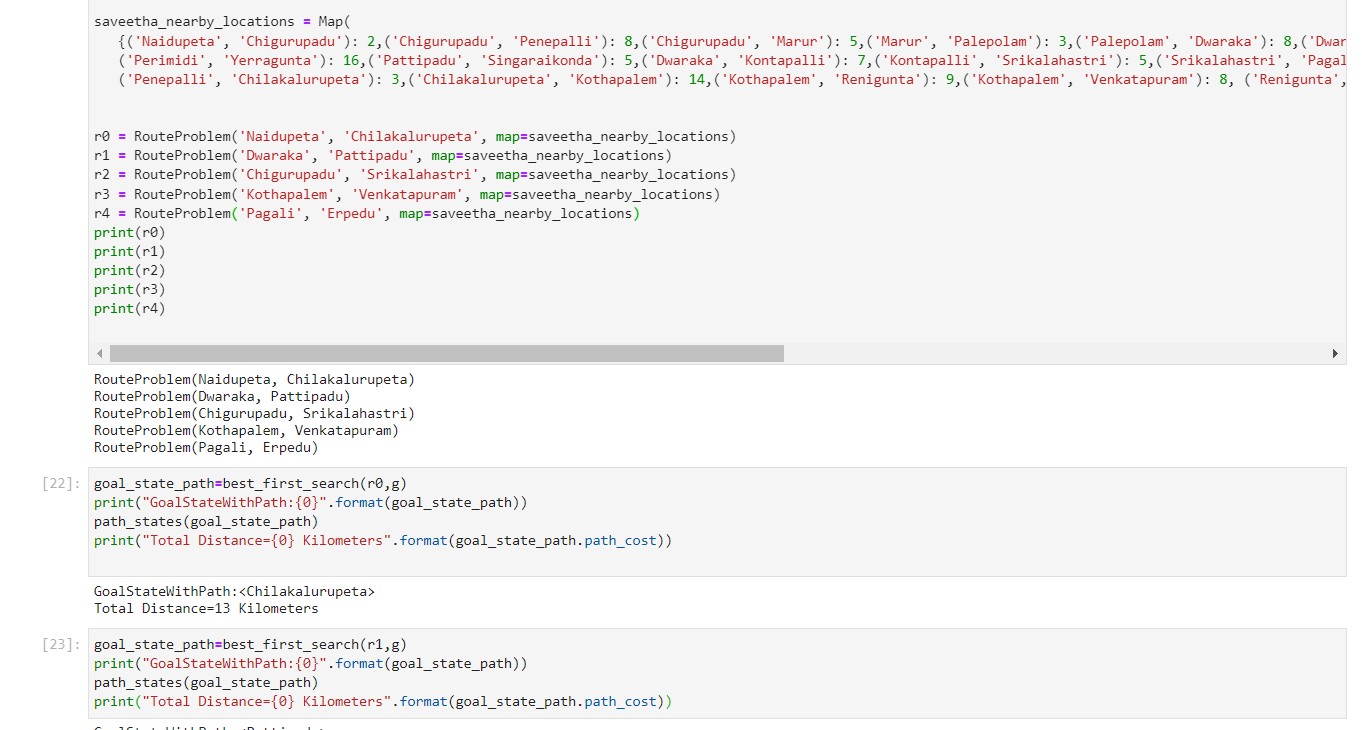 saveetha_nearby_locations = Map(
{('Naidupeta', 'Chigurupadu'): 2,('Chigurupadu', 'Penepalli'): 8,('Chigurupadu', 'Marur'): 5,('Marur', 'Palepolam'): 3,('Palepolam', 'Dwaraka'): 8,('Dwar
('Perimidi', 'Yerragunta'): 16,('Pattipadu', 'Singaraikonda'): 5,('Dwaraka', 'Kontapalli'): 7,('Kontapalli', 'Srikalahastri'): 5,('Srikalahastri', 'Pagal
('Penepalli', 'Chilakalurupeta'): 3,('Chilakalurupeta', 'Kothapalem'): 14,('Kothapalem', 'Renigunta'): 9,('Kothapalem', 'Venkatapuram'): 8, ('Renigunta',
r0 = RouteProblem('Naidupeta', 'Chilakalurupeta', map=saveetha_nearby_locations)
r1 = RouteProblem('Dwaraka', 'Pattipadu', map=saveetha_nearby_locations)
r2 = RouteProblem('Chigurupadu', 'Srikalahastri', map=saveetha_nearby_locations)
r3 = RouteProblem('Kothapalem', 'Venkatapuram', map=saveetha_nearby_locations)
r4 = RouteProblem('Pagali', 'Erpedu', map=saveetha_nearby_locations)
print(r0)
print(r1)
print(r2)
print(r3)
print(r4)
RouteProblem(Naidupeta, Chilakalurupeta)
RouteProblem(Dwaraka, Pattipadu)
RouteProblem(Chigurupadu, Srikalahastri)
RouteProblem(Kothapalem, Venkatapuram)
RouteProblem(Pagali, Erpedu)
[22]: goal_state_path=best_first_search(r0,g)
print("GoalStateWithPath:{0}".format(goal_state_path))
path_states(goal_state_path)
print("Total Distance={0} Kilometers".format(goal_state_path.path_cost))
GoalStateWithPath:<Chilakalurupeta>
Total Distance=13 Kilometers
[23]: goal_state_path=best_first_search(r1,g)
print("GoalStateWithPath:{0}".format(goal_state_path))
path_states(goal_state_path)
print("Total Distance={0} Kilometers".format(goal_state_path.path_cost))